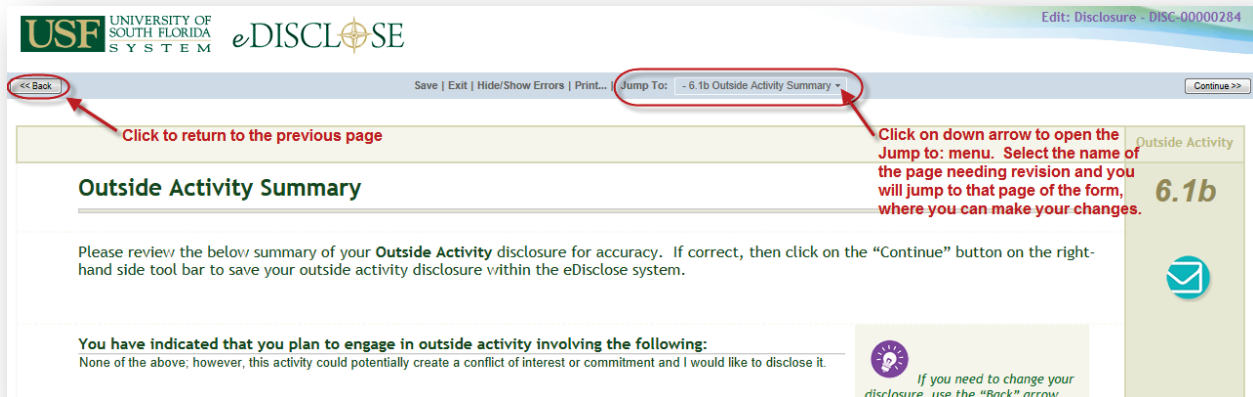 Edit: Disclosure - DISC-00000284
USF UNIVERSITY OF
SOUTH FLORIDA
SYSTEM
eDISCLOSE
<< Back
Save | Exit | Hide/Show Errors | Print... | Jump To: - 6.1b Outside Activity Summary
Continue >>
Click to return to the previous page
Click on down arrow to open the
Jump to: menu. Select the name of
the page needing revision and you
will jump to that page of the form,
where you can make your changes.
Outside Activity
6.1b
Outside Activity Summary
Please review the below summary of your Outside Activity disclosure for accuracy. If correct, then click on the “Continue” button on the right-
hand side tool bar to save your outside activity disclosure within the eDisclose system.
You have indicated that you plan to engage in outside activity involving the following:
None of the above; however, this activity could potentially create a conflict of interest or commitment and I would like to disclose it.
If you need to change your
disclosure, use the “Back” arrow